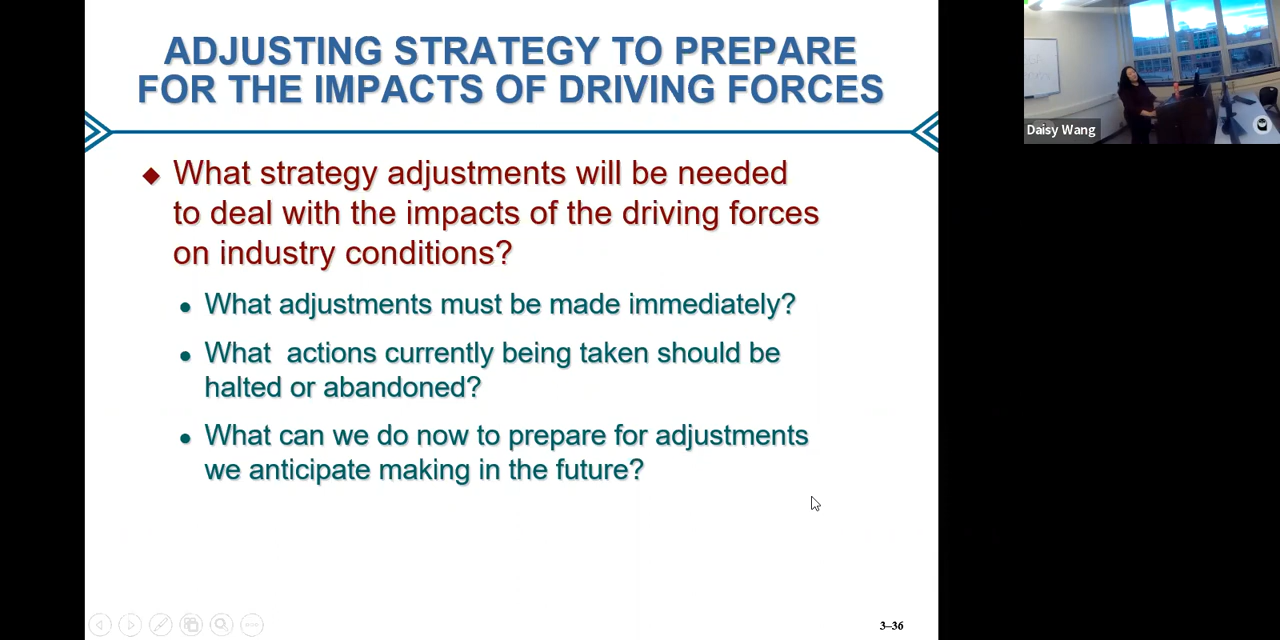 ADJUSTING STRATEGY TO PREPARE
FOR THE IMPACTS OF DRIVING FORCES
What strategy adjustments will be needed
to deal with the impacts of the driving forces
on industry conditions?
What adjustments must be made immediately?
What  actions currently being taken should be
halted or abandoned?
What can we do now to prepare for adjustments
we anticipate making in the future?
3–36
Daisy Wang